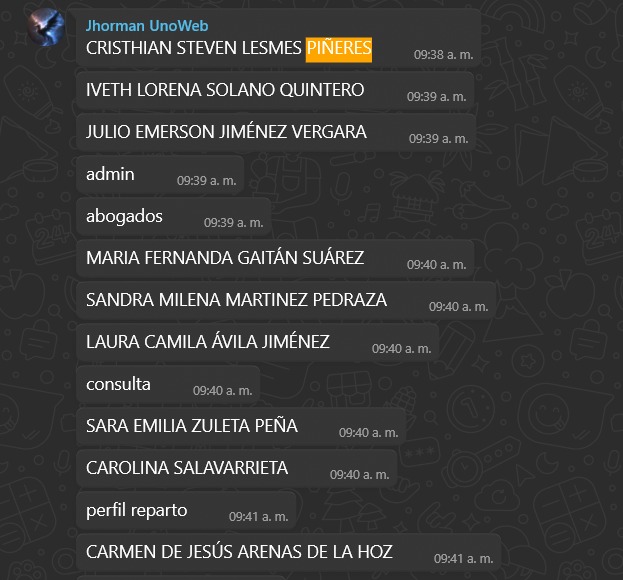 Jhorman UnoWeb
CRISTHIAN STEVEN LESMES PIÑERES 09:38 a. m.
IVETH LORENA SOLANO QUINTERO 09:39 a. m.
JULIO EMERSON JIMÉNEZ VERGARA 09:39 a. m.
admin 09:39 a. m.
abogados 09:39 a. m.
MARIA FERNANDA GAITÁN SUÁREZ 09:40 a. m.
SANDRA MILENA MARTINEZ PEDRAZA 09:40 a. m.
LAURA CAMILA ÁVILA JIMÉNEZ 09:40 a. m.
consulta 09:40 a. m.
SARA EMILIA ZULETA PEÑA 09:40 a. m.
CAROLINA SALAVARRIETA 09:40 a. m.
perfil reparto 09:41 a. m.
CARMEN DE JESÚS ARENAS DE LA HOZ 09:41 a. m.